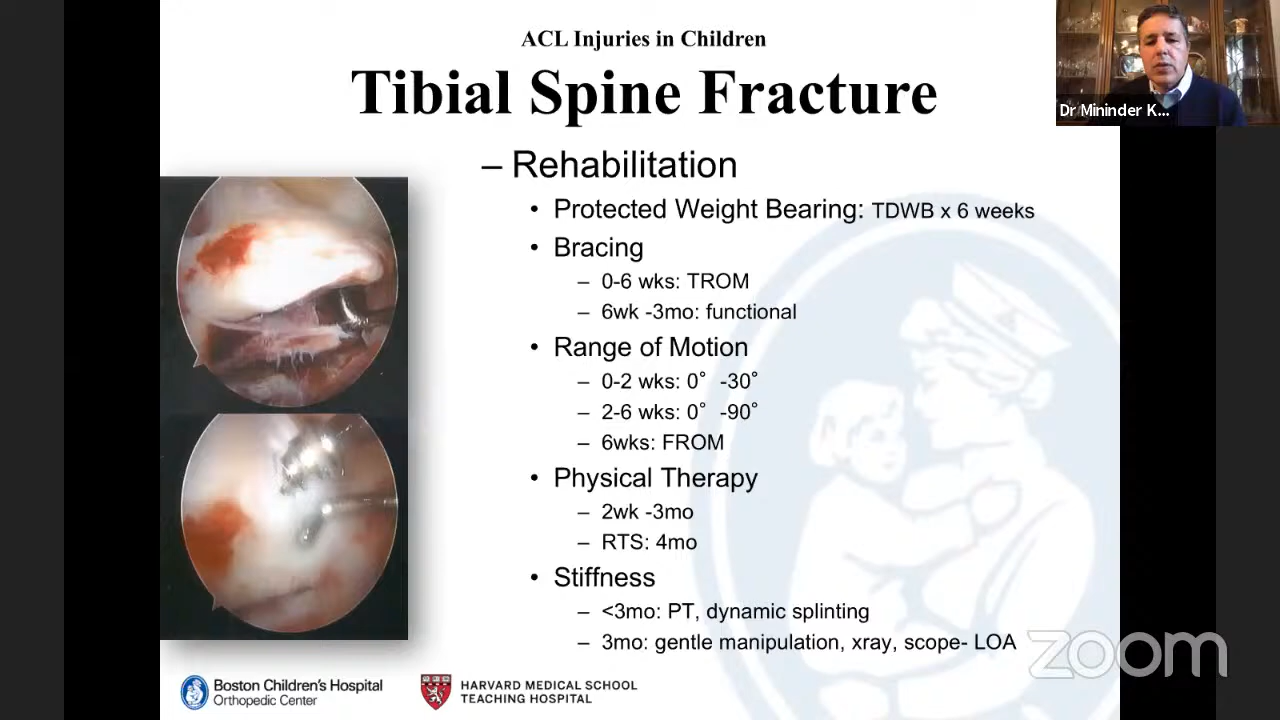 ACL Injuries in Children
Tibial Spine Fracture
Dr Mininder K...
– Rehabilitation
• Protected Weight Bearing: TDWB x 6 weeks
• Bracing
– 0-6 wks: TROM
– 6wk -3mo: functional
• Range of Motion
– 0-2 wks: 0° -30°
– 2-6 wks: 0° -90°
– 6wks: FROM
• Physical Therapy
– 2wk -3mo
– RTS: 4mo
• Stiffness
– <3mo: PT, dynamic splinting
– 3mo: gentle manipulation, xray, scope- LOA
zoom
Boston Children's Hospital
Orthopedic Center
HARVARD MEDICAL SCHOOL
TEACHING HOSPITAL